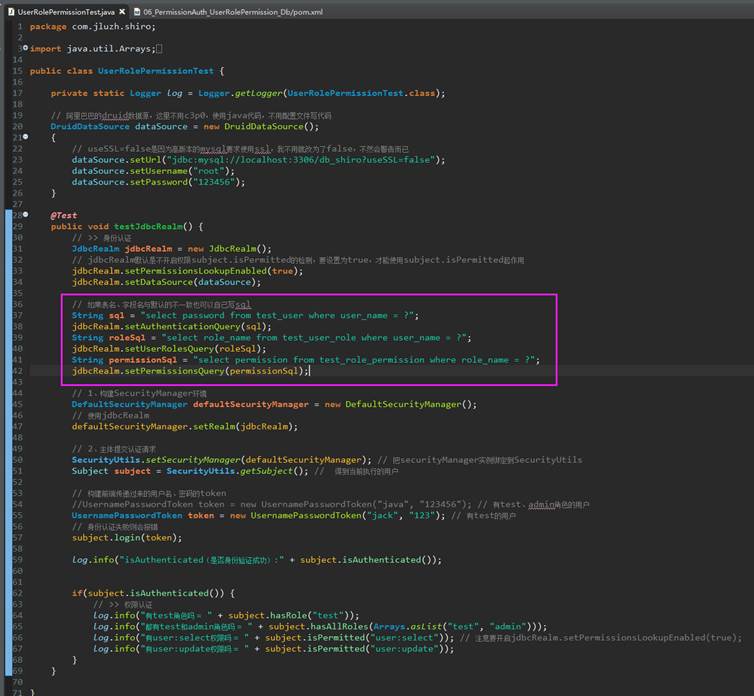 UserRolePermissionTest.java 06_PermissionAuth_UserRolePermission_Db/pom.xml
1 package com.jluzh.shiro;
2
3 import java.util.Arrays;
14
15 public class UserRolePermissionTest {
16
17 private static Logger log = Logger.getLogger(UserRolePermissionTest.class);
18
19 // 阿里巴巴的druid数据源,这里不用c3p0,使用java代码,不用配置文件写代码
20 DruidDataSource dataSource = new DruidDataSource();
21 {
22 // useSSL=false是因为高版本的mysql要求使用ssl,我不用就改为了false,不然会警告而已
23 dataSource.setUrl("jdbc:mysql://localhost:3306/db_shiro?useSSL=false");
24 dataSource.setUsername("root");
25 dataSource.setPassword("123456");
26 }
27
28 @Test
29 public void testJdbcRealm() {
30 // >> 身份认证
31 JdbcRealm jdbcRealm = new JdbcRealm();
32 // jdbcRealm默认是不开启权限subject.isPermitted的检测,要设置为true,才能使用subject.isPermitted起作用
33 jdbcRealm.setPermissionsLookupEnabled(true);
34 jdbcRealm.setDataSource(dataSource);
35
36 // 如果表名、字段名与默认的不一致也可以自己写sql
37 String sql = "select password from test_user where user_name = ?";
38 jdbcRealm.setAuthenticationQuery(sql);
39 String roleSql = "select role_name from test_user_role where user_name = ?";
40 jdbcRealm.setUserRolesQuery(roleSql);
41 String permissionSql = "select permission from test_role_permission where role_name = ?";
42 jdbcRealm.setPermissionsQuery(permissionSql);
43
44 // 1、构建SecurityManager环境
45 DefaultSecurityManager defaultSecurityManager = new DefaultSecurityManager();
46 // 使用jdbcRealm
47 defaultSecurityManager.setRealm(jdbcRealm);
48
49 // 2、主体提交认证请求
50 SecurityUtils.setSecurityManager(defaultSecurityManager); // 把securityManager实例绑定到SecurityUtils
51 Subject subject = SecurityUtils.getSubject(); // 得到当前执行的用户
52
53 // 构建前端传递过来的用户名、密码的token
54 //UsernamePasswordToken token = new UsernamePasswordToken("java", "123456"); // 有test、admin角色的用户
55 UsernamePasswordToken token = new UsernamePasswordToken("jack", "123"); // 有test的用户
56 // 身份认证失败则会报错
57 subject.login(token);
58
59 log.info("isAuthenticated(是否身份验证成功):" + subject.isAuthenticated());
60
61
62 if(subject.isAuthenticated()) {
63 // >> 权限认证
64 log.info("有test角色吗= " + subject.hasRole("test"));
65 log.info("都有test和admin角色吗= " + subject.hasAllRoles(Arrays.asList("test", "admin")));
66 log.info("有user:select权限吗= " + subject.isPermitted("user:select")); // 注意要开启jdbcRealm.setPermissionsLookupEnabled(true);
67 log.info("有user:update权限吗= " + subject.isPermitted("user:update"));
68 }
69 }
70
71 }